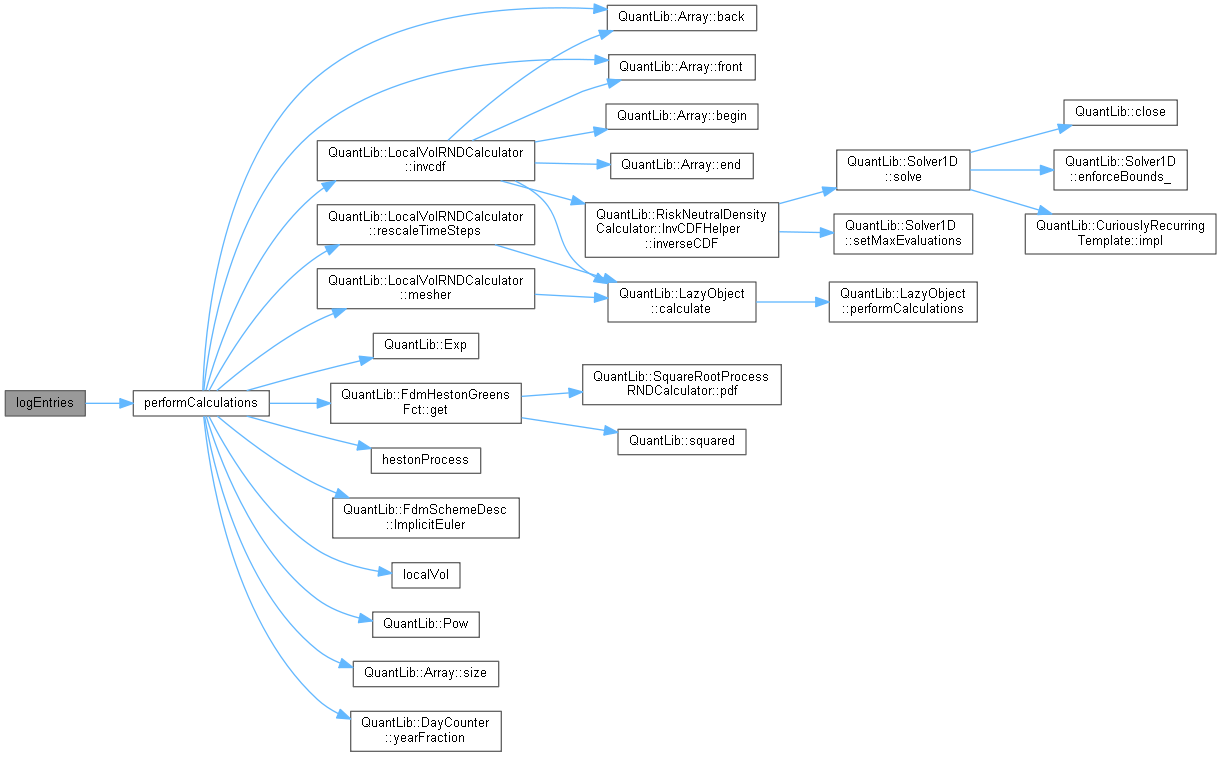 logEntries
performCalculations
QuantLib::Array::back
QuantLib::Array::front
QuantLib::LocalVolRNDCalculator
::invcdf
QuantLib::Array::begin
QuantLib::Array::end
QuantLib::RiskNeutralDensity
Calculator::InvCDFHelper
::inverseCDF
QuantLib::Solver1D
::solve
QuantLib::close
QuantLib::Solver1D
::enforceBounds_
QuantLib::CuriouslyRecurring
Template::impl
QuantLib::Solver1D
::setMaxEvaluations
QuantLib::LocalVolRNDCalculator
::rescaleTimeSteps
QuantLib::LocalVolRNDCalculator
::mesher
QuantLib::LazyObject
::calculate
QuantLib::LazyObject
::performCalculations
QuantLib::Exp
QuantLib::FdmHestonGreens
Fct::get
QuantLib::SquareRootProcess
RNDCalculator::pdf
QuantLib::squared
hestonProcess
QuantLib::FdmSchemeDesc
::ImplicitEuler
localVol
QuantLib::Pow
QuantLib::Array::size
QuantLib::DayCounter
::yearFraction